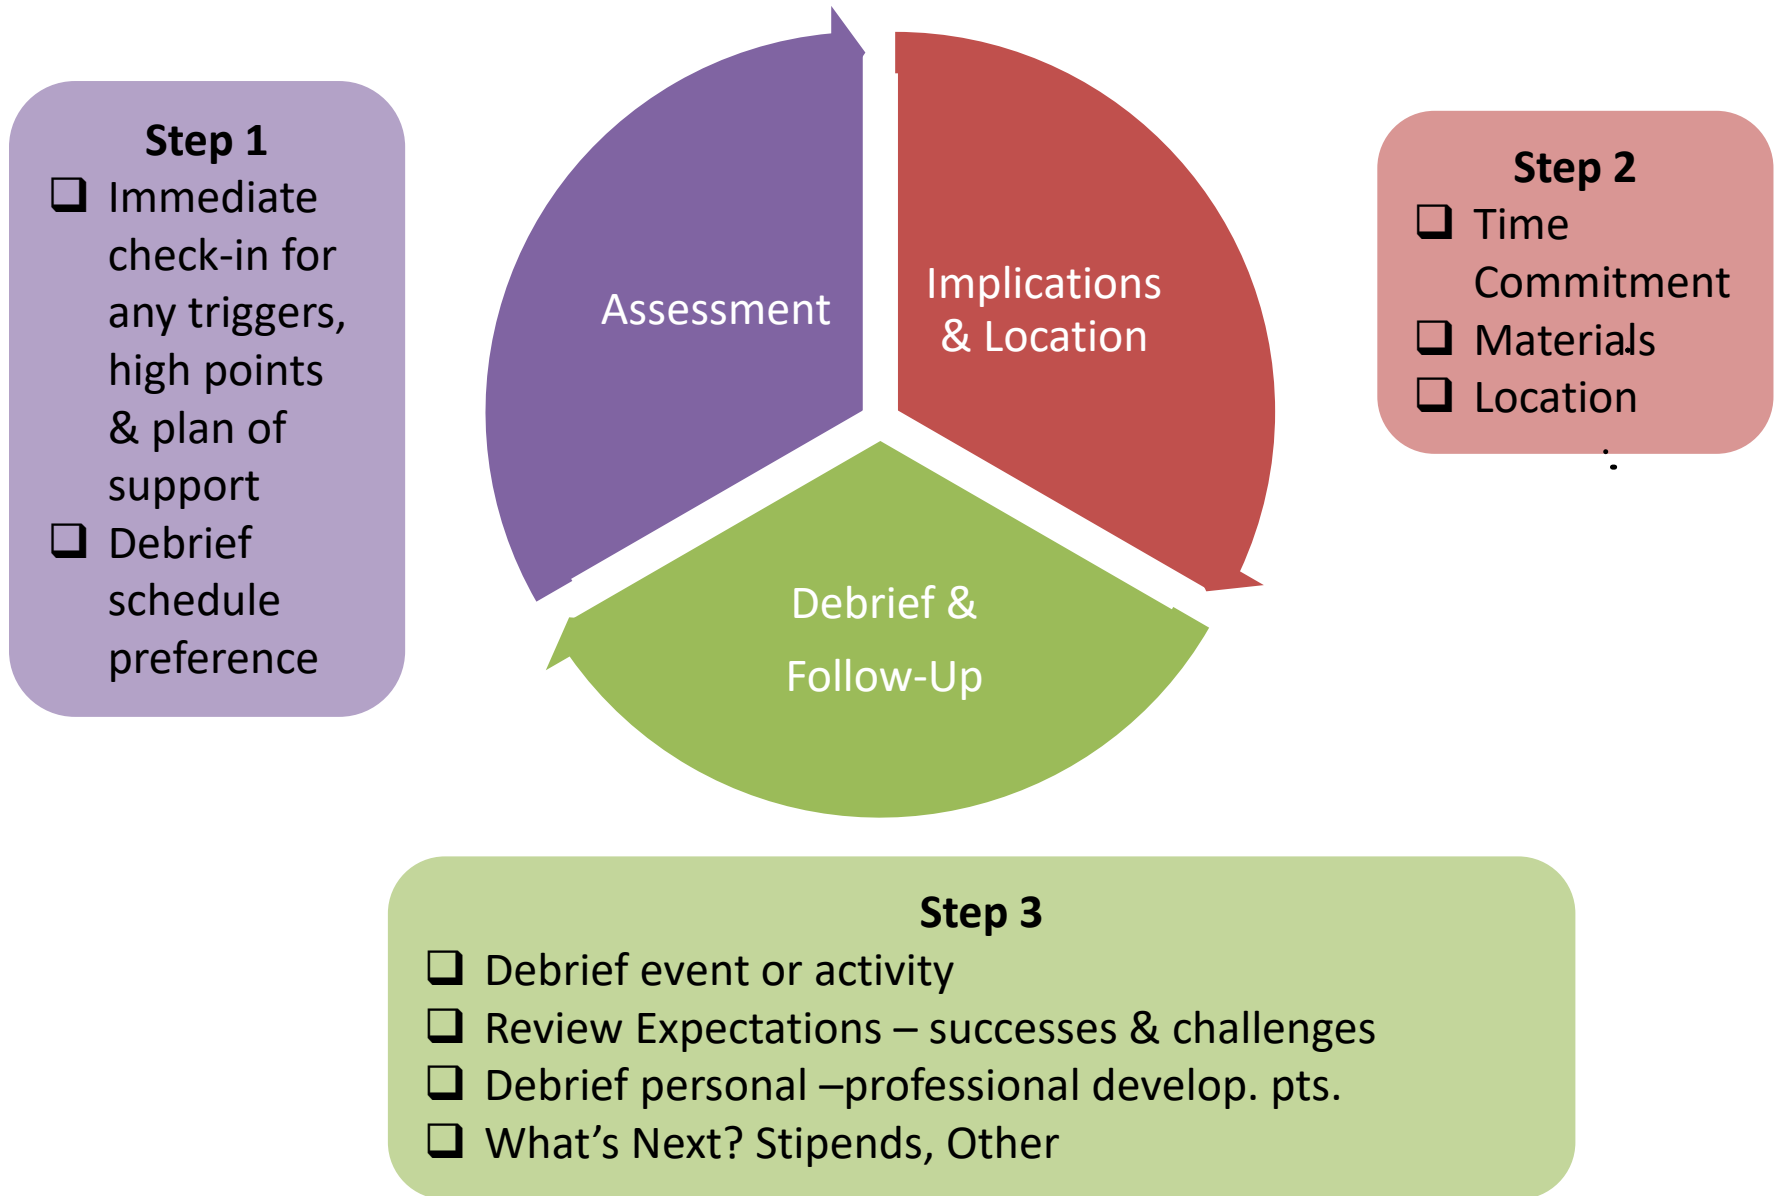 Step 1
❑ Immediate
check-in for
any triggers,
high points
& plan of
support
❑ Debrief
schedule
preference
Assessment
Implications
& Location
Step 2
❑ Time
Commitment
❑ Materials
❑ Location
Debrief &
Follow-Up
Step 3
❑ Debrief event or activity
❑ Review Expectations – successes & challenges
❑ Debrief personal –professional develop. pts.
❑ What’s Next? Stipends, Other